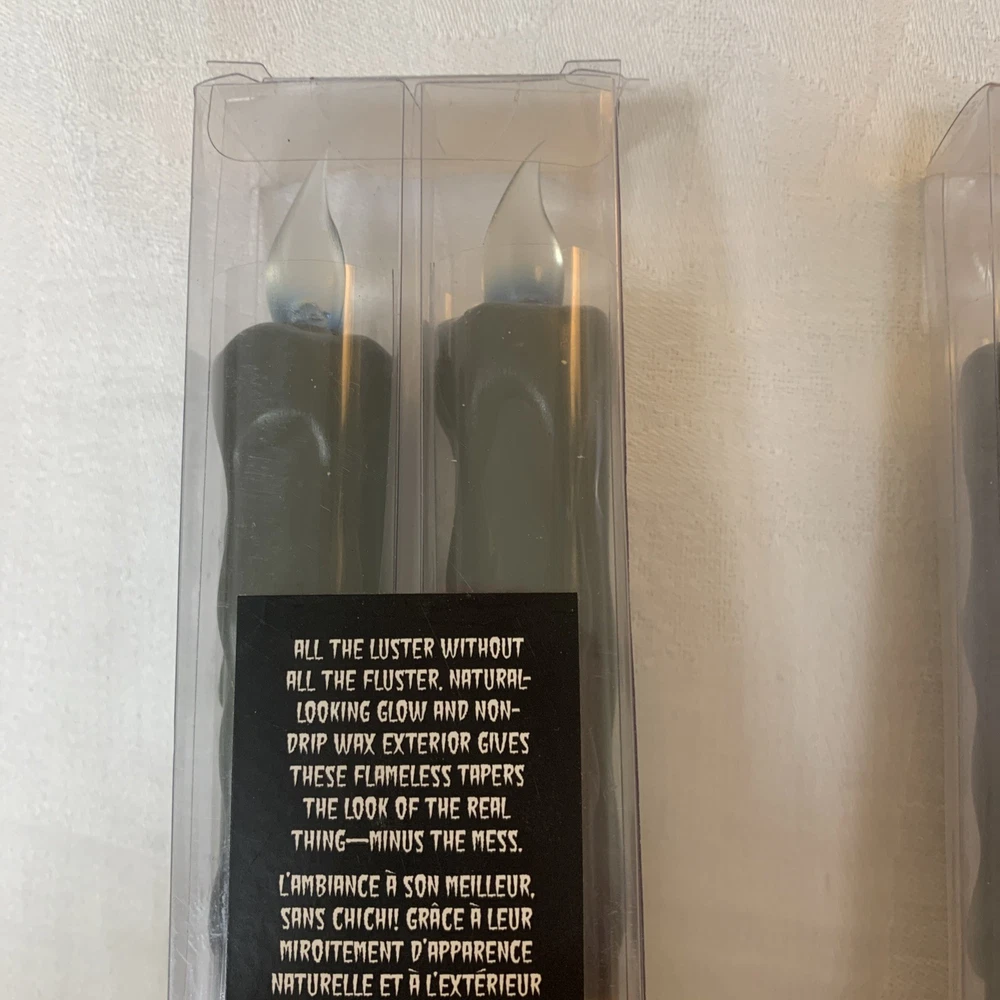 ALL THE LUSTER WITHOUT
ALL THE FLUSTER. NATURAL-
LOOKING GLOW AND NON-
DRIP WAX EXTERIOR GIVES
THESE FLAMELESS TAPERS
THE LOOK OF THE REAL
THING—MINUS THE MESS.
L'AMBIANCE À SON MEILLEUR,
SANS CHICHI! GRÂCE À LEUR
MIROITEMENT D'APPARENCE
NATURELLE ET À L'EXTÉRIEUR